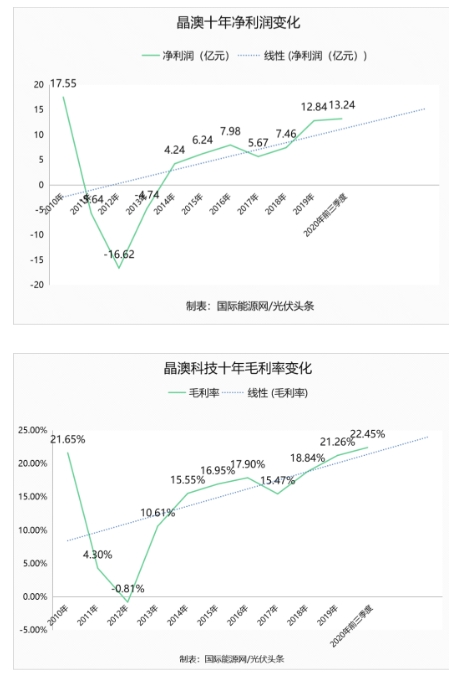 晶澳十年净利润变化
净利润（亿元） 线性 (净利润（亿元）)
20
15
10
5
0
-5
-10
-15
-20
17.55
-5.64
-16.62
-4.74
4.24
6.24
7.98
5.67
7.46
12.84
13.24
2010年
2011年
2012年
2013年
2014年
2015年
2016年
2017年
2018年
2019年
2020年前三季度
制表：国际能源网/光伏头条
晶澳科技十年毛利率变化
毛利率 线性 (毛利率)
25.00%
20.00%
15.00%
10.00%
5.00%
0.00%
-5.00%
21.65%
4.30%
-0.81%
10.61%
15.55%
16.95%
17.90%
15.47%
18.84%
21.26%
22.45%
2010年
2011年
2012年
2013年
2014年
2015年
2016年
2017年
2018年
2019年
2020年前三季度
制表：国际能源网/光伏头条